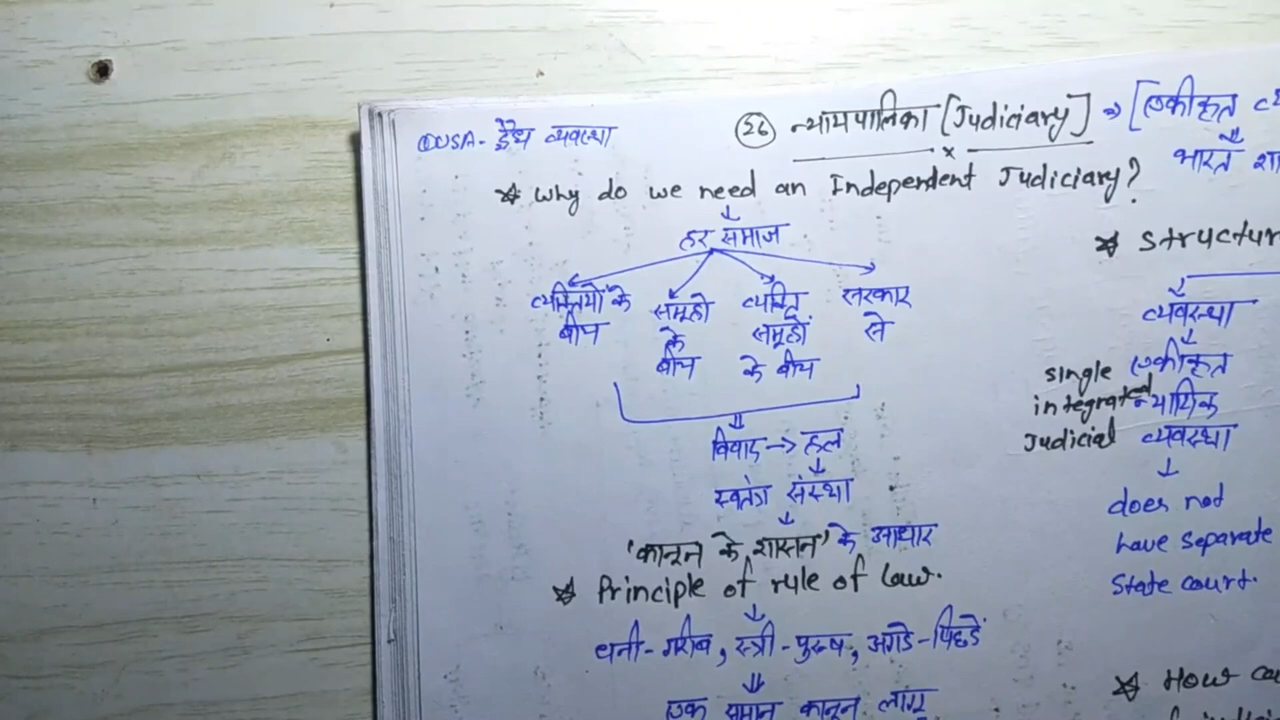 @USA- द्वैध व्यवस्था
26 न्यायपालिका [Judiciary] → [एकीकृत
भारत
* Why do we need an Independent Judiciary?
हर समाज
व्यक्तियों के बीच
समूहो के बीच
व्यक्ति समूहों के बीच
सरकार से
विवाद → हल
स्वतंत्र संस्था
'कानून के शासन' के आधार
* Principle of rule of law.
धनी-गरीब, स्त्री-पुरुष, अगडे-पिछडें
एक समान कानून लागू
* Structur
व्यवस्था
single एकीकृत
integrated न्यायिक
Judicial व्यवस्था
does not
have separate
State court.
* How ca